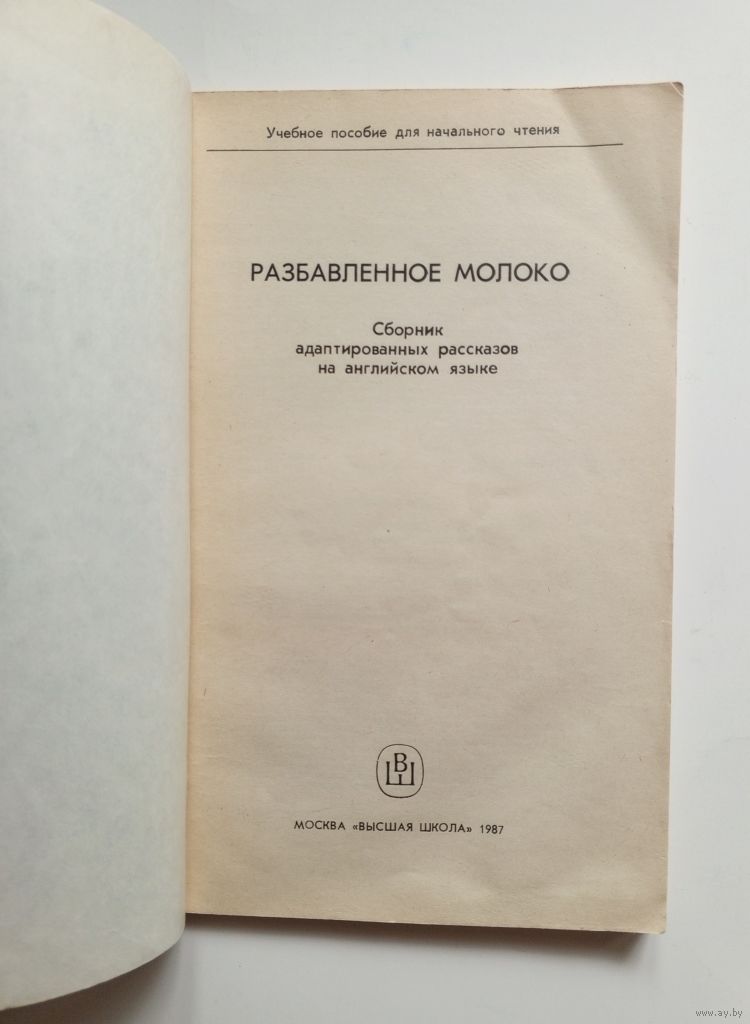 Учебное пособие для начального чтения
РАЗБАВЛЕННОЕ МОЛОКО
Сборник
адаптированных рассказов
на английском языке
В
Ш
МОСКВА «ВЫСШАЯ ШКОЛА» 1987
www.ay.by